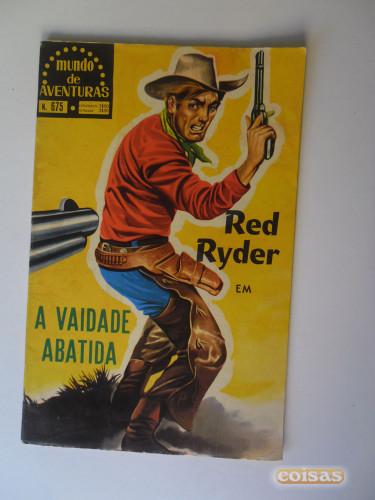 mundo
de
AVENTURAS
N. 675
Red
Ryder
EM
A VAIDADE
ABATIDA
coisas